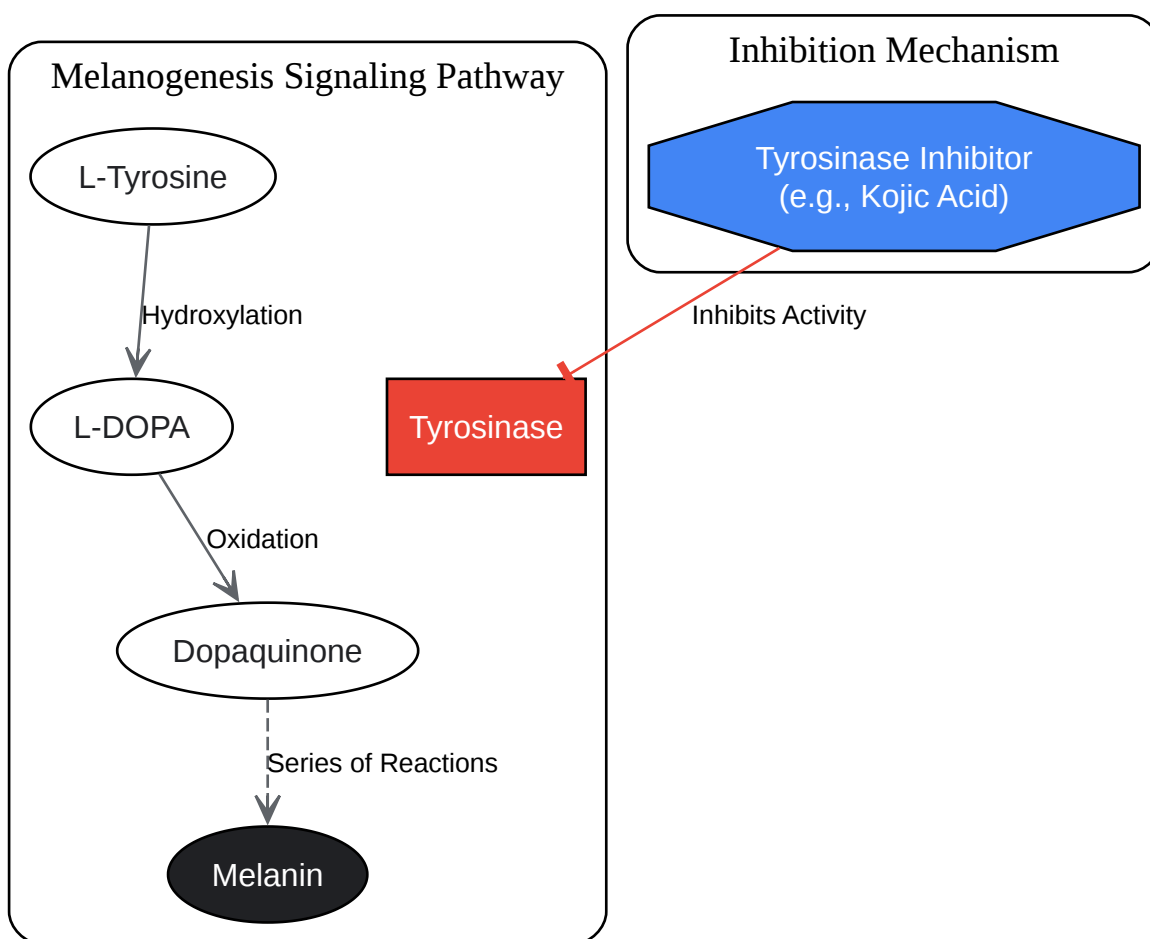 Melanogenesis Signaling Pathway
L-Tyrosine
Hydroxylation
L-DOPA
Oxidation
Dopaquinone
Series of Reactions
Melanin
Tyrosinase
Inhibition Mechanism
Tyrosinase Inhibitor
(e.g., Kojic Acid)
Inhibits Activity